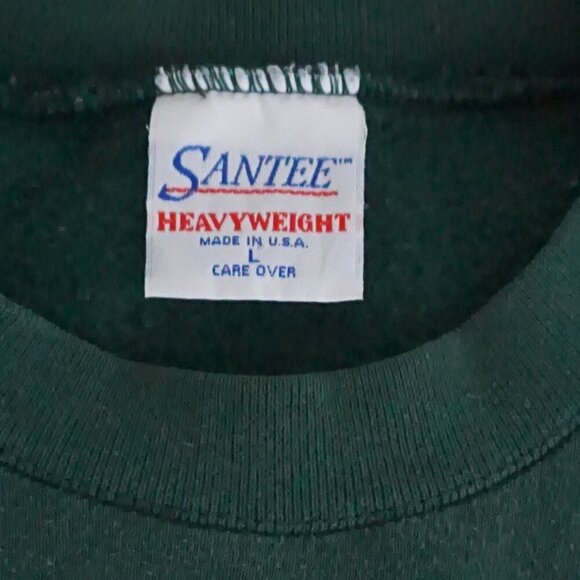 SANTEE™
HEAVYWEIGHT
MADE IN U.S.A.
L
CARE OVER